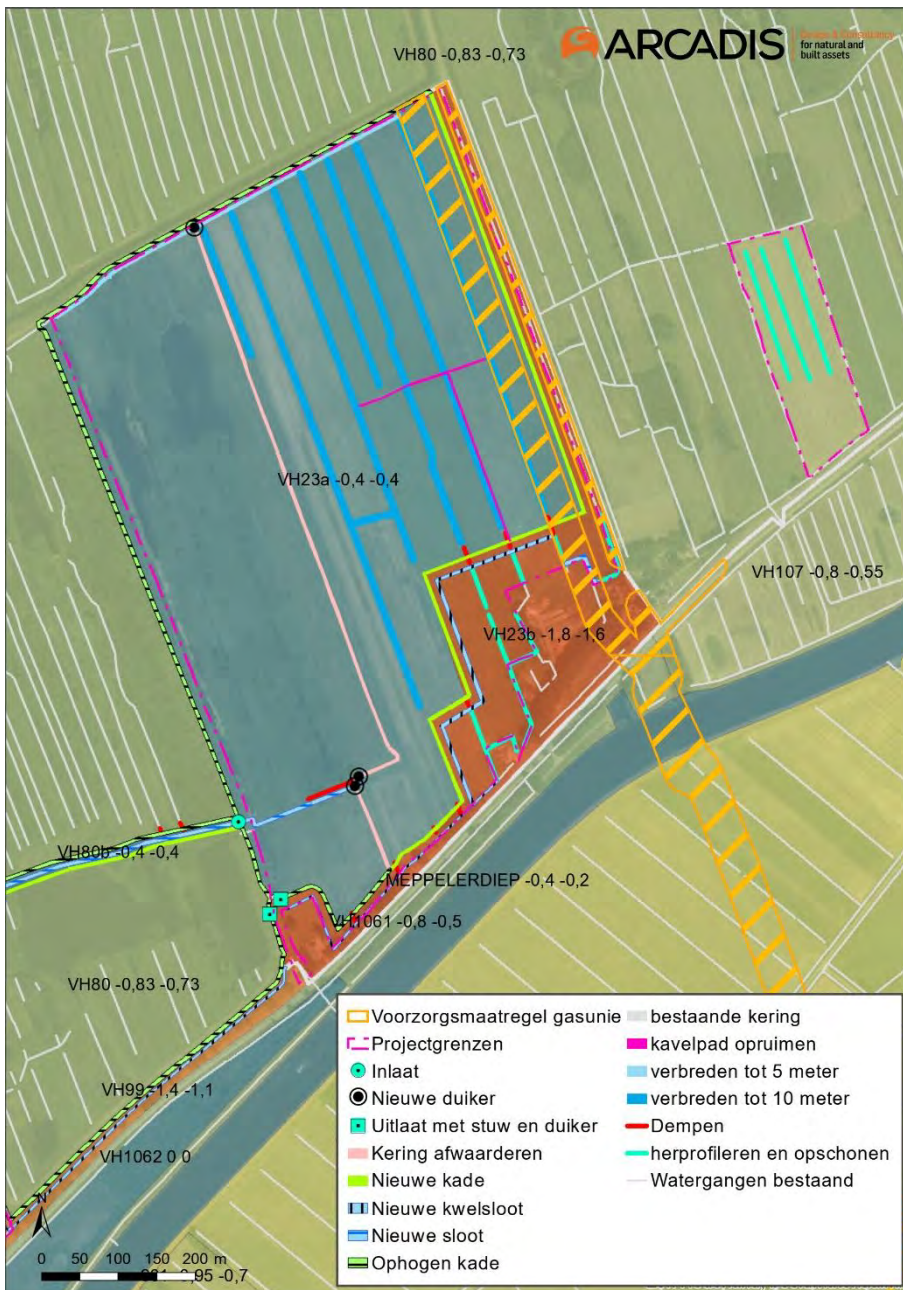 VH80 -0,83 -0,73
ARCADIS
Design & Consultancy
for natural and
built assets
VH23a -0,4 -0,4
VH107 -0,8 -0,55
VH23b -1,8 -1,6
VH80b -0,4 -0,4
MEPPELERDIEP -0,4 -0,2
VH1061 -0,8 -0,5
VH80 -0,83 -0,73
VH99 -1,4 -1,1
VH1062 0 0
N
0 50 100 150 200 m
-0,7
Voorzorgsmaatregel gasunie
Projectgrenzen
Inlaat
Nieuwe duiker
Uitlaat met stuw en duiker
Kering afwaarderen
Nieuwe kade
Nieuwe kwelsloot
Nieuwe sloot
Ophogen kade
bestaande kering
kavelpad opruimen
verbreden tot 5 meter
verbreden tot 10 meter
Dempen
herprofileren en opschonen
Watergangen bestaand